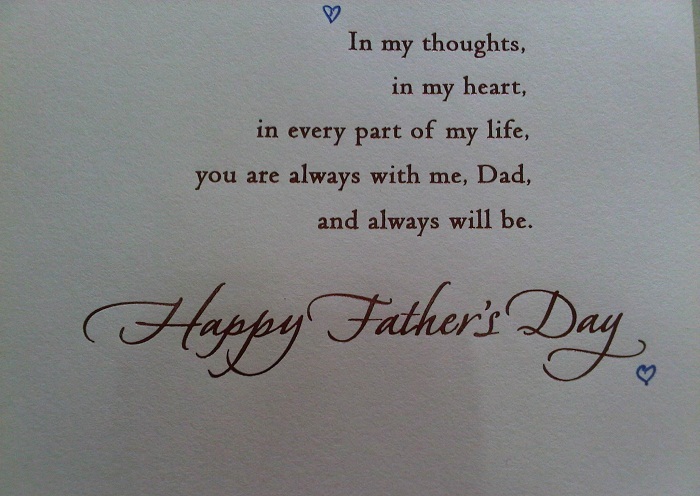 In my thoughts,
in my heart,
in every part of my life,
you are always with me, Dad,
and always will be.
Happy Father's Day